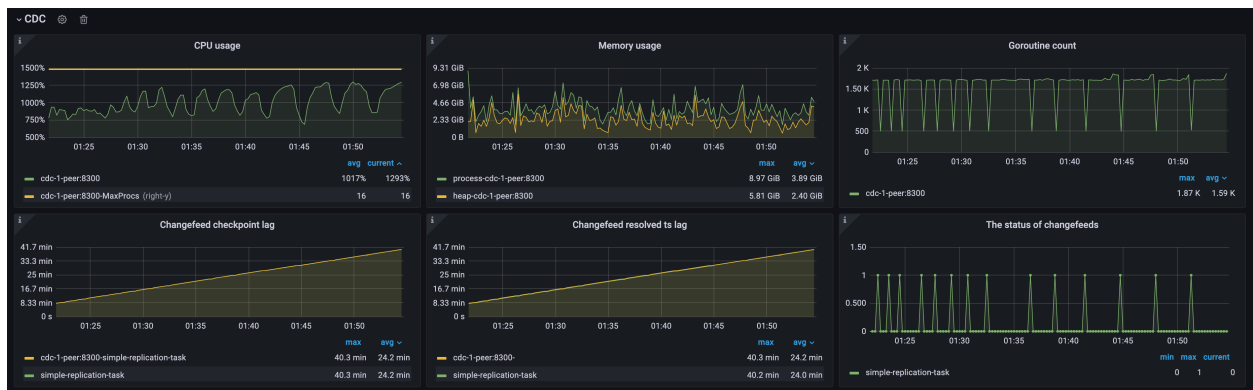 CDC
CPU usage
1500%
1250%
1000%
750%
500%
01:25 01:30 01:35 01:40 01:45 01:50
avg current
cdc-1-peer:8300 1017% 1293%
cdc-1-peer:8300-MaxProcs (right-y) 16 16
Memory usage
9.31 GiB
6.98 GiB
4.66 GiB
2.33 GiB
0 B
01:25 01:30 01:35 01:40 01:45 01:50
max avg
process-cdc-1-peer:8300 8.97 GiB 3.89 GiB
heap-cdc-1-peer:8300 5.81 GiB 2.40 GiB
Goroutine count
2 K
1.50 K
1 K
500
0
01:25 01:30 01:35 01:40 01:45 01:50
max avg
cdc-1-peer:8300 1.87 K 1.59 K
Changefeed checkpoint lag
41.7 min
33.3 min
25 min
16.7 min
8.33 min
0 s
01:25 01:30 01:35 01:40 01:45 01:50
max avg
cdc-1-peer:8300-simple-replication-task 40.3 min 24.2 min
simple-replication-task 40.3 min 24.2 min
Changefeed resolved ts lag
41.7 min
33.3 min
25 min
16.7 min
8.33 min
0 s
01:25 01:30 01:35 01:40 01:45 01:50
max avg
cdc-1-peer:8300- 40.3 min 24.2 min
simple-replication-task 40.2 min 24.0 min
The status of changefeeds
1.50
1
0.500
0
01:25 01:30 01:35 01:40 01:45 01:50
min max current
simple-replication-task 0 1 0